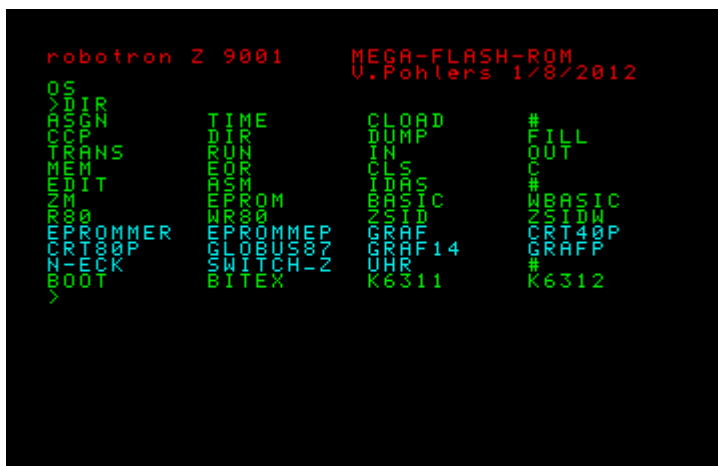 robotron Z 9001 MEGA-FLASH-ROM
V.Pohlers 1/8/2012
OS
>DIR
ASGN TIME CLOAD #
CCP DIR DUMP FILL
TRANS RUN IN OUT
MEM EOR CLS C
EDIT ASM IDAS #
ZM EPROM BASIC WBASIC
R80 WR80 ZSID ZSIDW
EPROMMER EPROMMEP GRAF CRT40P
CRT80P GLOBUS87 GRAF14 GRAFP
N-ECK SWITCH-Z UHR #
BOOT BITEX K6311 K6312
>